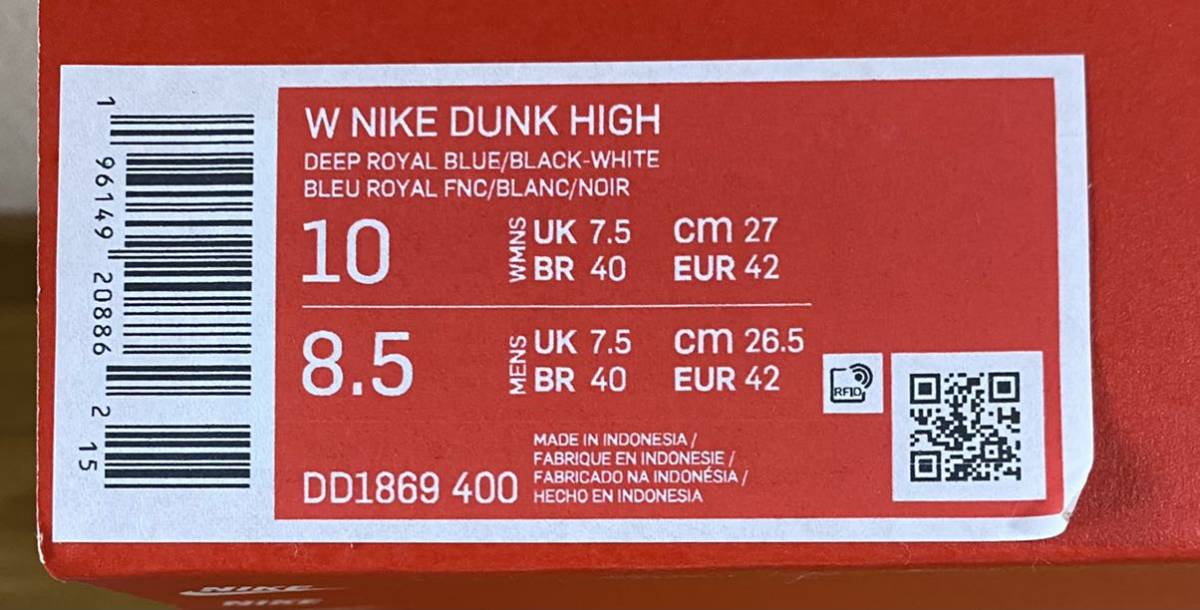 1 96149 20886 2 15
W NIKE DUNK HIGH
DEEP ROYAL BLUE/BLACK-WHITE
BLEU ROYAL FNC/BLANC/NOIR
10 WMNS UK 7.5 cm 27
BR 40 EUR 42
8.5 MENS UK 7.5 cm 26.5
BR 40 EUR 42
RFID
MADE IN INDONESIA /
FABRIQUE EN INDONESIE /
FABRICADO NA INDONÉSIA /
HECHO EN INDONESIA
DD1869 400
NIKE
NIKE